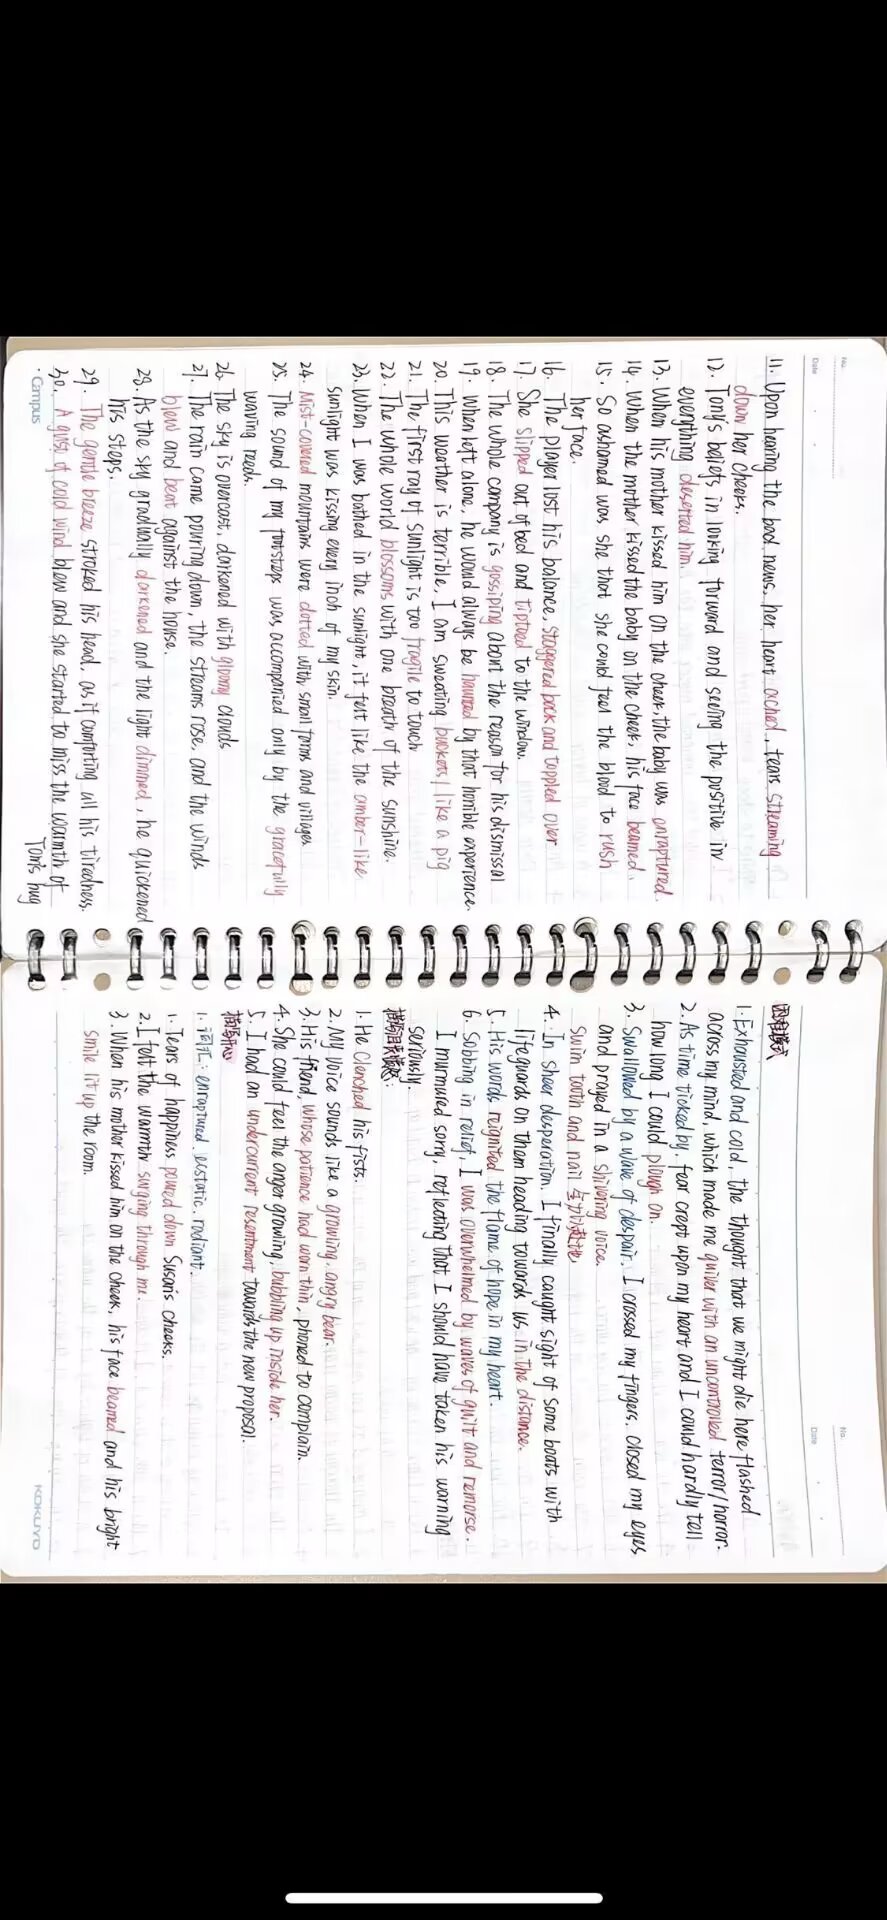 No.
Date
11. Upon hearing the bad news, her heart ached, tears streaming
down her cheeks.
12. Tony's beliefs in looking forward and seeing the positive in
everything deserted him.
13. When his mother kissed him on the cheek, the baby was enraptured.
14. When the mother kissed the baby on the cheek, his face beamed.
15. So ashamed was she that she could feel the blood to rush
her face.
16. The player lost his balance, staggered back and toppled over
17. She slipped out of bed and tiptoed to the window.
18. The whole company is gossiping about the reason for his dismissal
19. When left alone, he would always be haunted by that horrible experience.
20. This weather is terrible, I am sweating buckets / like a pig
21. The first ray of sunlight is too fragile to touch
22. The whole world blossoms with one breath of the sunshine.
23. When I was bathed in the sunlight, it felt like the amber-like
sunlight was kissing every inch of my skin.
24. Mist-covered mountains were dotted with small farms and villages
25. The sound of my footsteps was accompanied only by the gracefully
waving reeds.
26. The sky is overcast, darkened with gloomy clouds
27. The rain came pouring down, the streams rose, and the winds
blew and beat against the house.
28. As the sky gradually darkened and the light dimmed, he quickened
his steps.
29. The gentle breeze stroked his head, as if comforting all his tiredness.
30. A gust of cold wind blew and she started to miss the warmth of
Tom's hug
Campus
No.
Date
1. Exhausted and cold, the thought that we might die here flashed
across my mind, which made me quiver with an uncontrolled terror/horror.
2. As time ticked by, fear crept upon my heart and I could hardly tell
how long I could plough on.
3. Swallowed by a wave of despair, I crossed my fingers, closed my eyes
and prayed in a shivering voice.
swim tooth and nail 全力以赴地
4. In sheer desperation, I finally caught sight of some boats with
lifeguards on them heading towards us in the distance.
5. His words reignited the flame of hope in my heart.
6. Sobbing in relief, I was overwhelmed by waves of guilt and remorse.
I murmured sorry, reflecting that I should have taken his warning
seriously.
1. He clenched his fists.
2. My voice sounds like a growling, angry bear.
3. His friend, whose patience had worn thin, phoned to complain.
4. She could feel the anger growling, bubbling up inside her.
5. I had an undercurrent resentment towards the new proposal.
描写开心
1. 词汇: enraptured. ecstatic. radiant.
1. Tears of happiness poured down Susan's cheeks.
2. I felt the warmth surging through me.
3. When his mother kissed him on the cheek, his face beamed and his bright
smile lit up the room.
KOKUYO